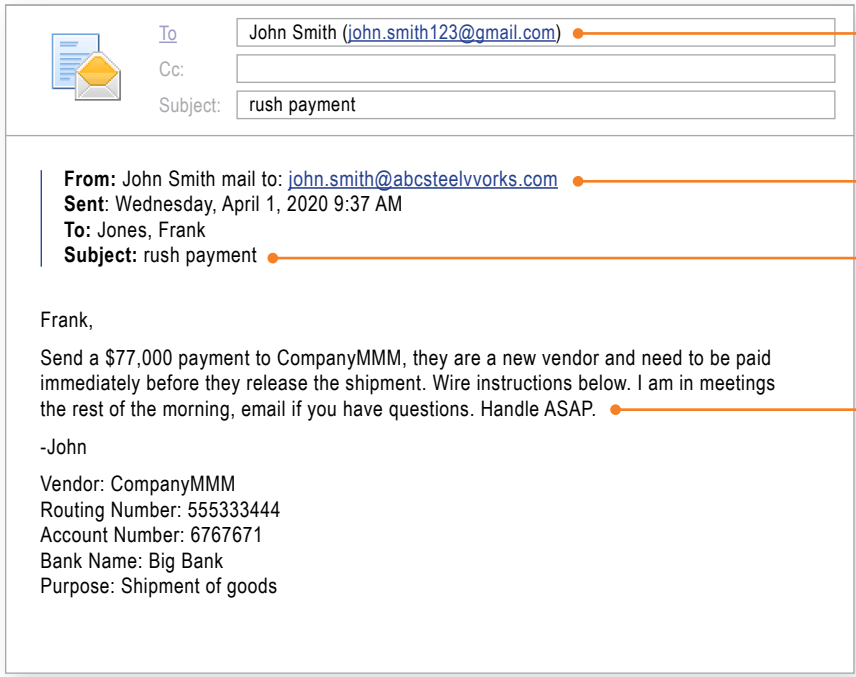 To John Smith (john.smith123@gmail.com)
Cc:
Subject: rush payment
From: John Smith mail to: john.smith@abcsteelvvorks.com
Sent: Wednesday, April 1, 2020 9:37 AM
To: Jones, Frank
Subject: rush payment
Frank,
Send a $77,000 payment to CompanyMMM, they are a new vendor and need to be paid
immediately before they release the shipment. Wire instructions below. I am in meetings
the rest of the morning, email if you have questions. Handle ASAP.
-John
Vendor: CompanyMMM
Routing Number: 555333444
Account Number: 6767671
Bank Name: Big Bank
Purpose: Shipment of goods